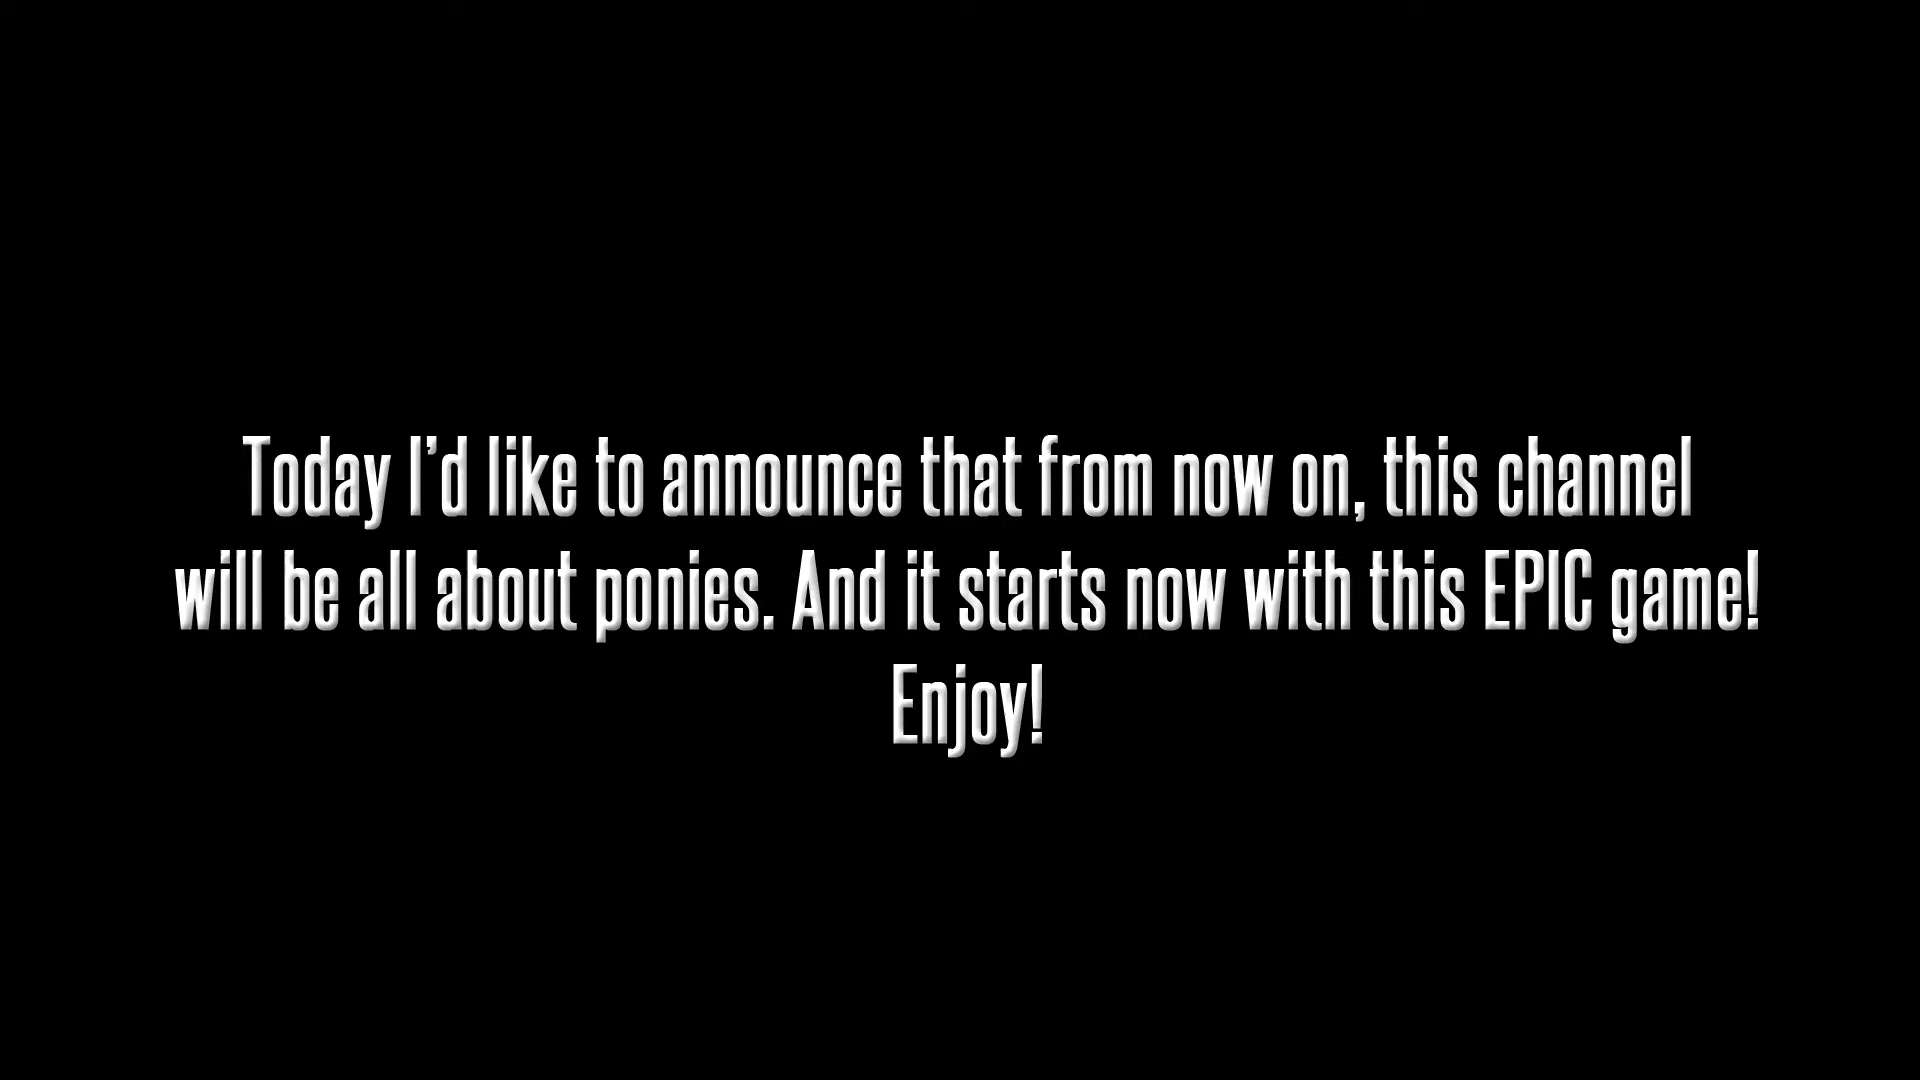 Today I’d like to announce that from now on, this channel
will be all about ponies. And it starts now with this EPIC game!
Enjoy!